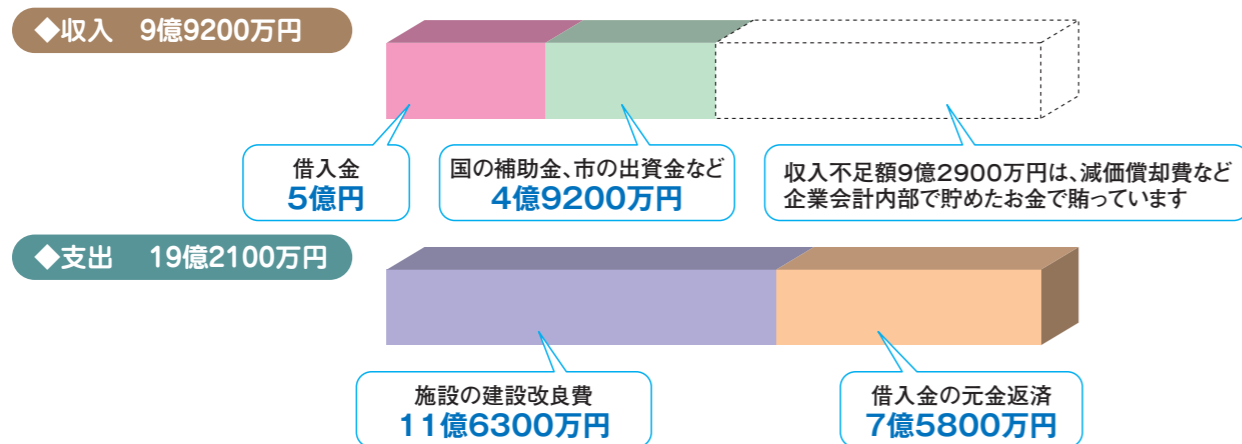 ◆収入 9億9200万円
借入金
5億円
国の補助金、市の出資金など
4億9200万円
収入不足額9億2900万円は、減価償却費など
企業会計内部で貯めたお金で賄っています
◆支出 19億2100万円
施設の建設改良費
11億6300万円
借入金の元金返済
7億5800万円